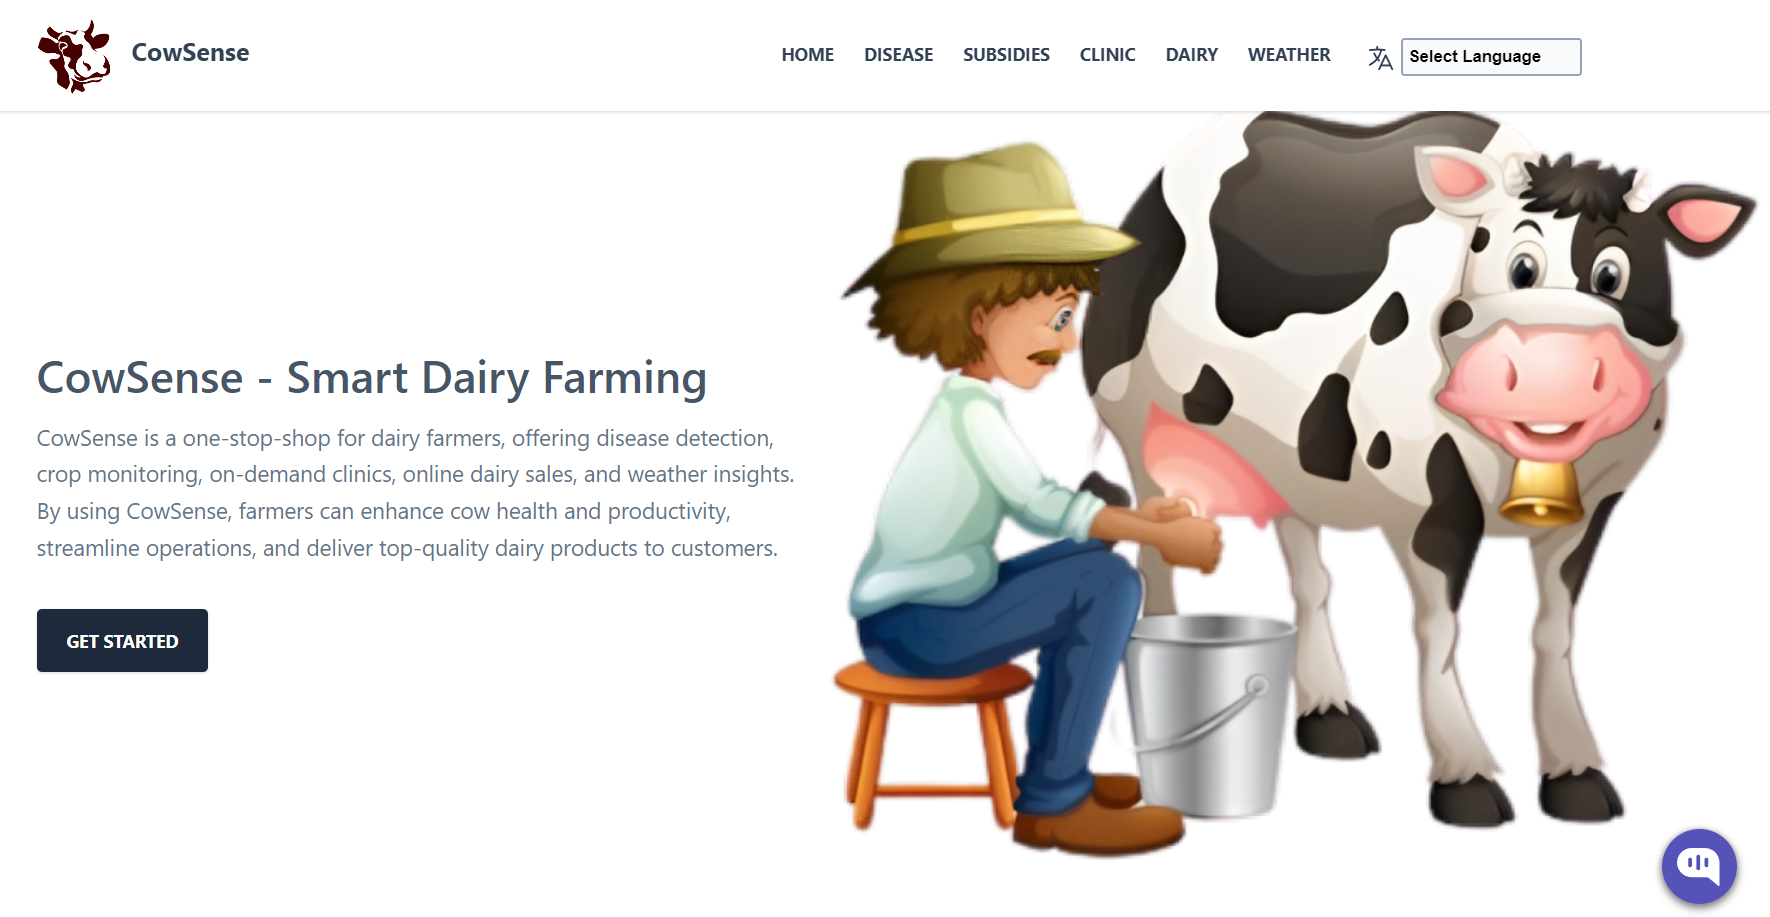 CowSense
HOME DISEASE SUBSIDIES CLINIC DAIRY WEATHER Select Language
CowSense - Smart Dairy Farming
CowSense is a one-stop-shop for dairy farmers, offering disease detection,
crop monitoring, on-demand clinics, online dairy sales, and weather insights.
By using CowSense, farmers can enhance cow health and productivity,
streamline operations, and deliver top-quality dairy products to customers.
GET STARTED